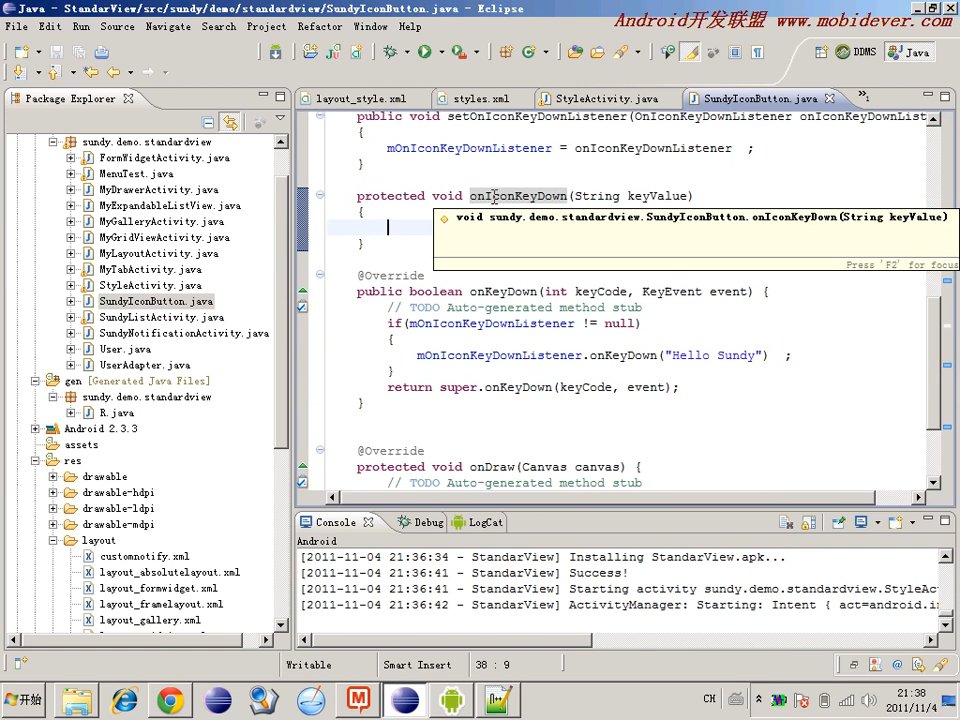 Java - StandarView/src/sundy/demo/standardview/SundyIconButton.java - Eclipse
Android开发联盟 www.mobidever.com
File Edit Run Source Navigate Search Project Refactor Window Help
DDMS Java
Package Explorer
layout_style.xml styles.xml StyleActivity.java SundyIconButton.java »1
sundy.demo.standardview
FormWidgetActivity.java
MenuTest.java
MyDrawerActivity.java
MyExpandableListView.java
MyGalleryActivity.java
MyGridViewActivity.java
MyLayoutActivity.java
MyTabActivity.java
StyleActivity.java
SundyIconButton.java
SundyListActivity.java
SundyNotificationActivity.java
User.java
UserAdapter.java
gen [Generated Java Files]
sundy.demo.standardview
R.java
Android 2.3.3
assets
res
drawable
drawable-hdpi
drawable-ldpi
drawable-mdpi
layout
customnotify.xml
layout_absolutelayout.xml
layout_formwidget.xml
layout_framelayout.xml
layout_gallery.xml
public void setOnIconKeyDownListener(OnIconKeyDownListener onIconKeyDownList
{
mOnIconKeyDownListener = onIconKeyDownListener ;
}
protected void onIconKeyDown(String keyValue)
{
void sundy.demo.standardview.SundyIconButton.onIconKeyDown(String keyValue)
}
Press 'F2' for focus
@Override
public boolean onKeyDown(int keyCode, KeyEvent event) {
// TODO Auto-generated method stub
if(mOnIconKeyDownListener != null)
{
mOnIconKeyDownListener.onKeyDown("Hello Sundy") ;
}
return super.onKeyDown(keyCode, event);
}
@Override
protected void onDraw(Canvas canvas) {
// TODO Auto-generated method stub
Console Debug LogCat
Android
[2011-11-04 21:36:34 - StandarView] Installing StandarView.apk...
[2011-11-04 21:36:41 - StandarView] Success!
[2011-11-04 21:36:41 - StandarView] Starting activity sundy.demo.standardview.StyleAc
[2011-11-04 21:36:42 - StandarView] ActivityManager: Starting: Intent { act=android.in
Writable Smart Insert 38 : 9
开始 CH 21:38
2011/11/4